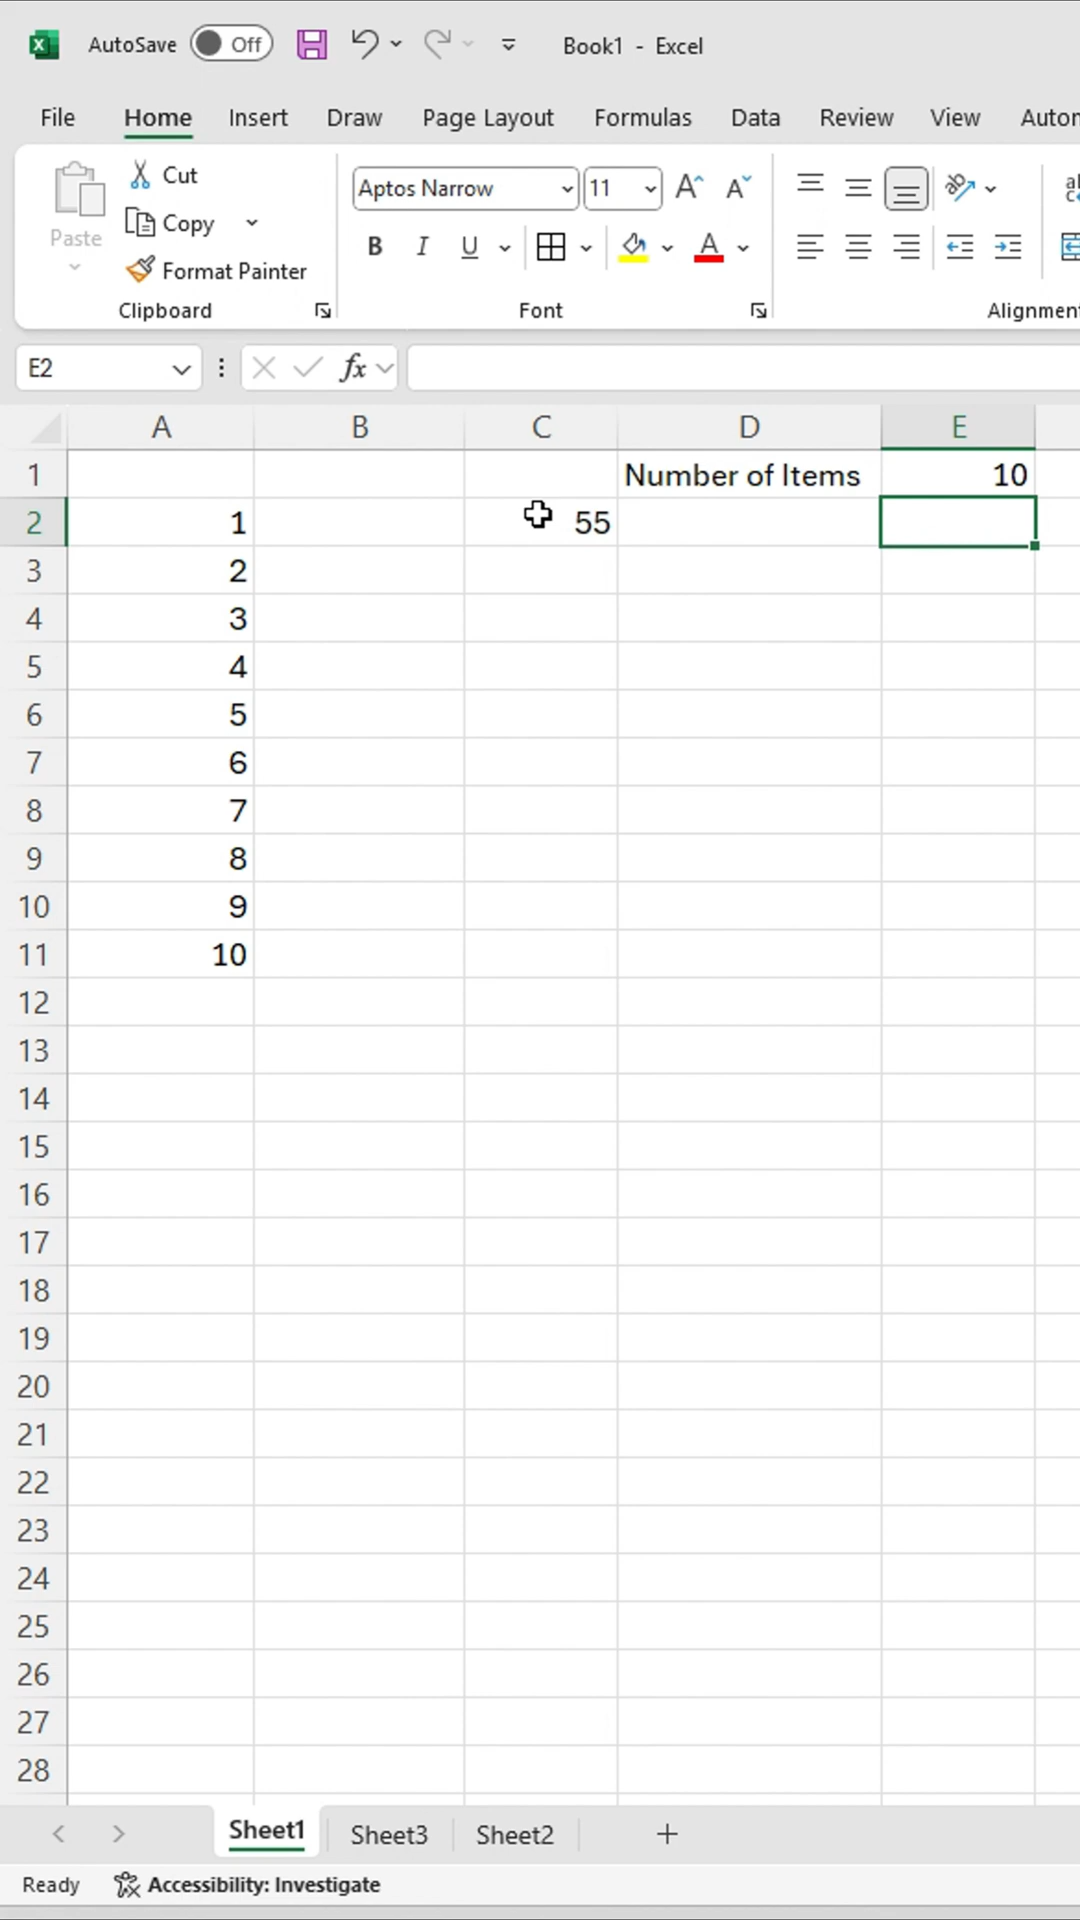 AutoSave Off Book1 - Excel
File Home Insert Draw Page Layout Formulas Data Review View Autom
Paste
Cut
Copy
Format Painter
Clipboard
Aptos Narrow 11 A A
B I U A
Font
ab
Alignment
E2 fx
A B C D E
1 Number of Items 10
2 1 55
3 2
4 3
5 4
6 5
7 6
8 7
9 8
10 9
11 10
12
13
14
15
16
17
18
19
20
21
22
23
24
25
26
27
28
Sheet1 Sheet3 Sheet2 +
Ready Accessibility: Investigate